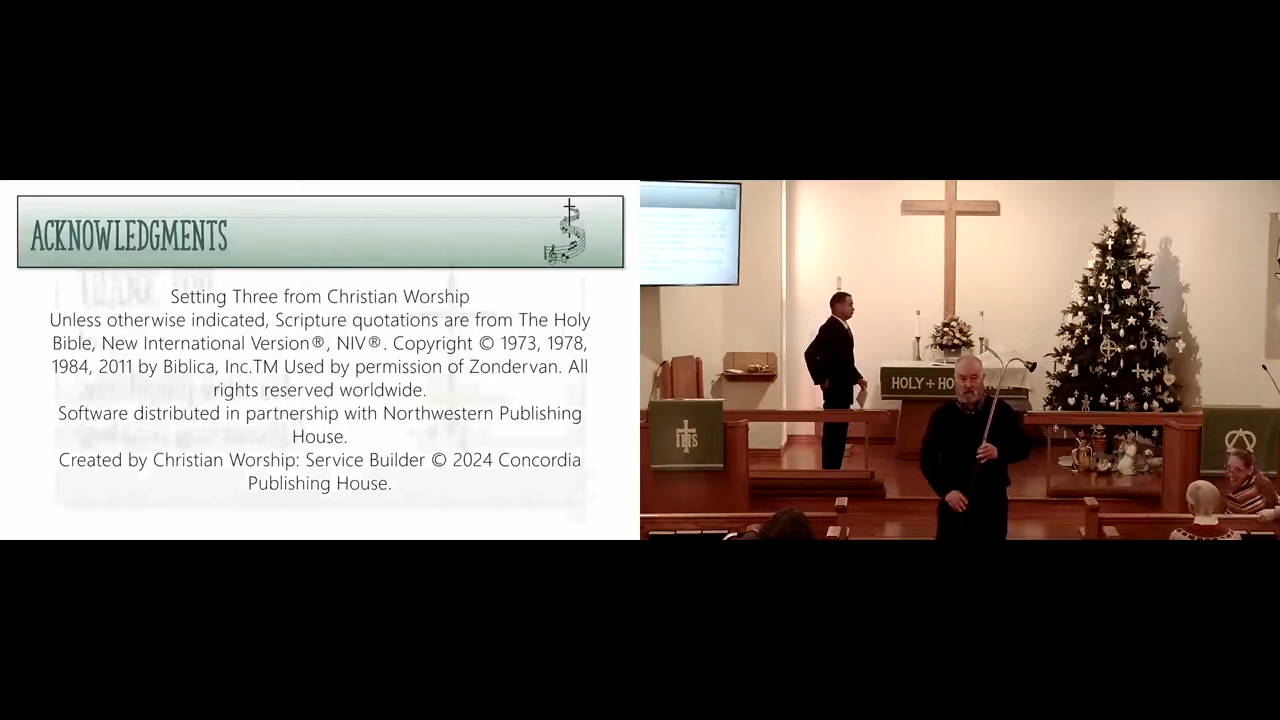 ACKNOWLEDGMENTS
Setting Three from Christian Worship
Unless otherwise indicated, Scripture quotations are from The Holy
Bible, New International Version®, NIV®. Copyright © 1973, 1978,
1984, 2011 by Biblica, Inc.TM Used by permission of Zondervan. All
rights reserved worldwide.
Software distributed in partnership with Northwestern Publishing
House.
Created by Christian Worship: Service Builder © 2024 Concordia
Publishing House.
HOLY + HO
IHS